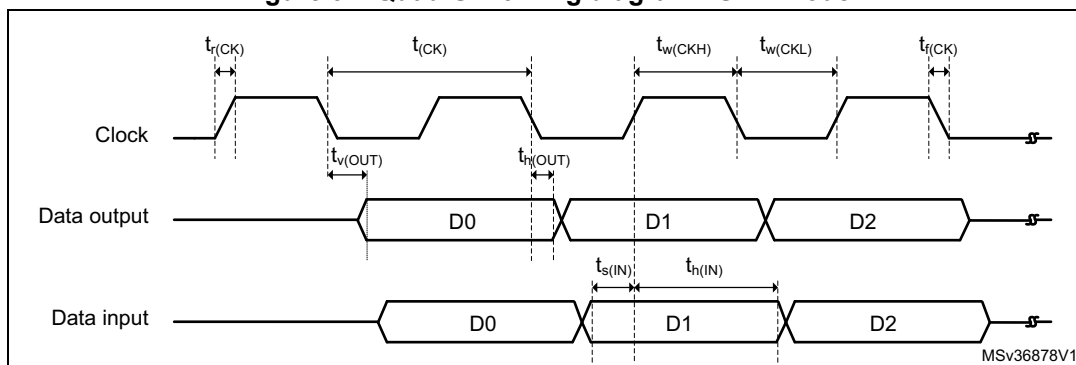 tr(CK) t(CK) tw(CKH) tw(CKL) tf(CK)
Clock
tv(OUT) th(OUT)
Data output D0 D1 D2
ts(IN) th(IN)
Data input D0 D1 D2
MSv36878V1